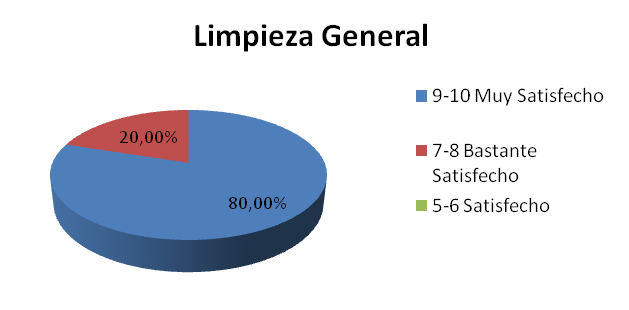 Limpieza General
9-10 Muy Satisfecho
7-8 Bastante
Satisfecho
5-6 Satisfecho
20,00%
80,00%